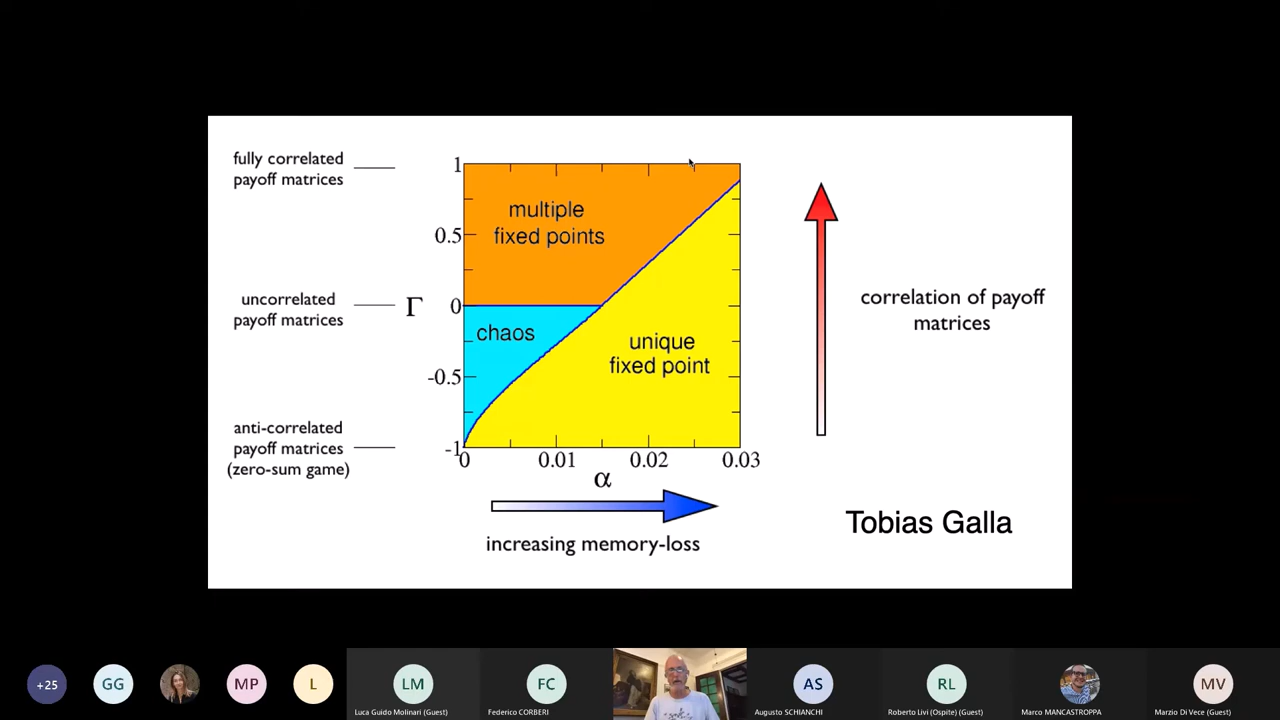 fully correlated
payoff matrices
uncorrelated
payoff matrices
anti-correlated
payoff matrices
(zero-sum game)
Γ
1
0.5
0
-0.5
-1
multiple
fixed points
chaos
unique
fixed point
0
0.01
0.02
0.03
α
increasing memory-loss
correlation of payoff
matrices
Tobias Galla
+25
GG
MP
L
LM
Luca Guido Molinari (Guest)
FC
Federico CORBERI
AS
Augusto SCHIANCHI
RL
Roberto Livi (Ospite) (Guest)
Marco MANCASTROPPA
MV
Marzio Di Vece (Guest)